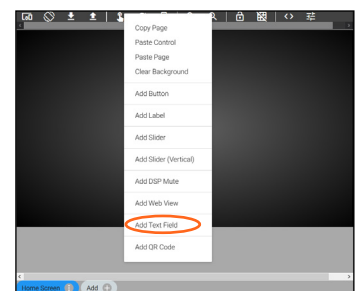 Copy Page
Paste Control
Paste Page
Clear Background
Add Button
Add Label
Add Slider
Add Slider (Vertical)
Add DSP Mute
Add Web View
Add Text Field
Add QR Code
Home Screen
Add